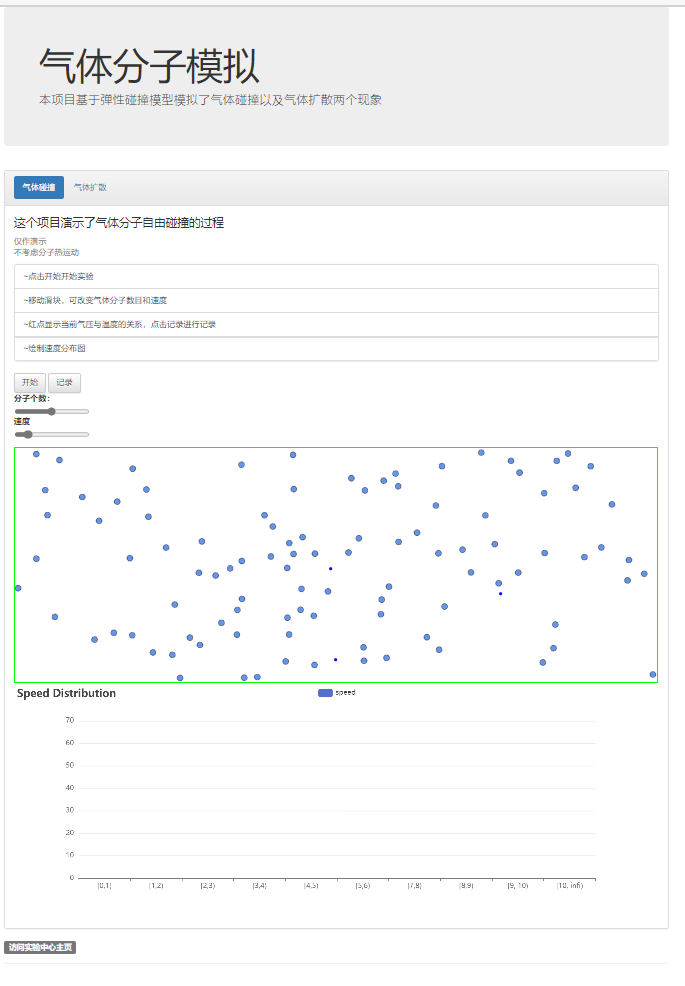 气体分子模拟
本项目基于弹性碰撞模型模拟了气体碰撞以及气体扩散两个现象
气体碰撞 气体扩散
这个项目演示了气体分子自由碰撞的过程
仅作演示
不考虑分子热运动
~点击开始开始实验
~移动滑块，可改变气体分子数目和速度
~红点显示当前气压与温度的关系，点击记录进行记录
~绘制速度分布图
开始 记录
分子个数：
速度
Speed Distribution
speed
70
60
50
40
30
20
10
0
[0,1) [1,2) [2,3) [3,4) [4,5) [5,6) [7,8) [8,9) [9, 10) [10, infi)
访问实验中心主页